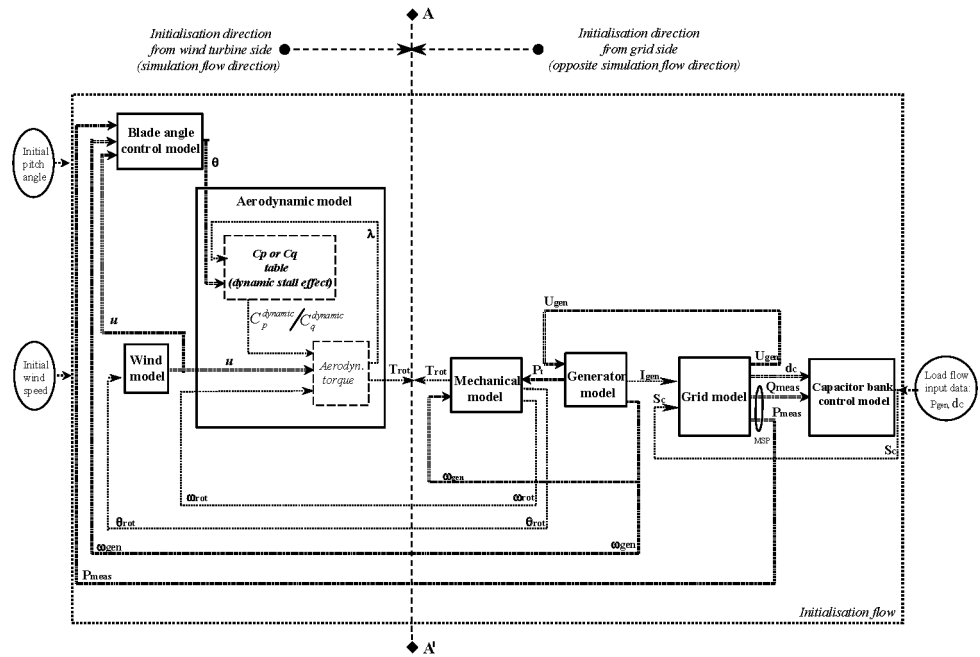 A
Initialisation direction
from wind turbine side
(simulation flow direction)
Initialisation direction
from grid side
(opposite simulation flow direction)
Initial
pitch
angle
Blade angle
control model
θ
Aerodynamic model
λ
Cp or Cq
table
(dynamic stall effect)
C_p^dynamic / C_q^dynamic
u
Initial
wind
speed
Wind
model
u
Aerodyn.
torque
Trot
Trot
Mechanical
model
Pt
Generator
model
Ugen
Igen
Sc
Grid model
Ugen
dc
Qmeas
Pmeas
MSP
Capacitor bank
control model
Sc
Load flow
input data:
Pgen, dc
ωgen
ωrot
ωrot
θrot
θrot
ωgen
ωgen
Pmeas
Initialisation flow
A'